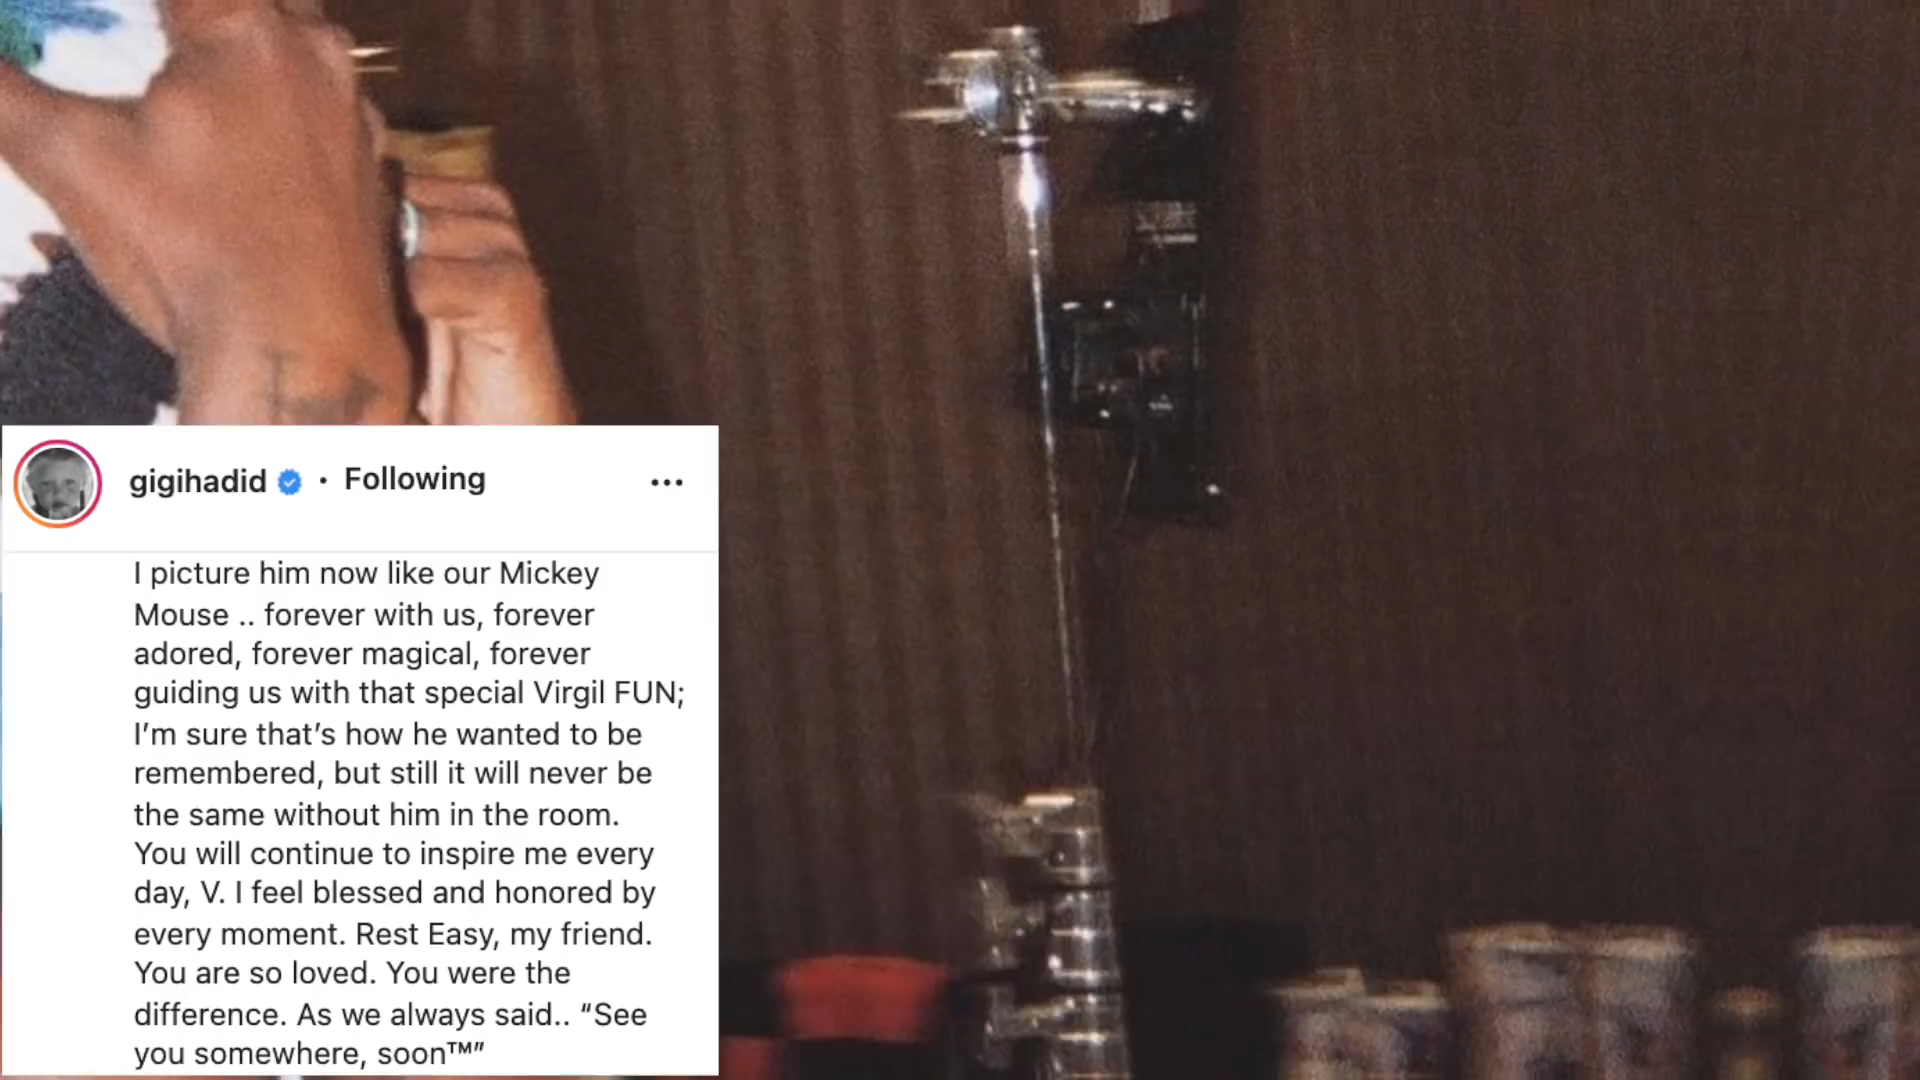 gigihadid • Following
I picture him now like our Mickey
Mouse .. forever with us, forever
adored, forever magical, forever
guiding us with that special Virgil FUN;
I’m sure that’s how he wanted to be
remembered, but still it will never be
the same without him in the room.
You will continue to inspire me every
day, V. I feel blessed and honored by
every moment. Rest Easy, my friend.
You are so loved. You were the
difference. As we always said.. “See
you somewhere, soon™”